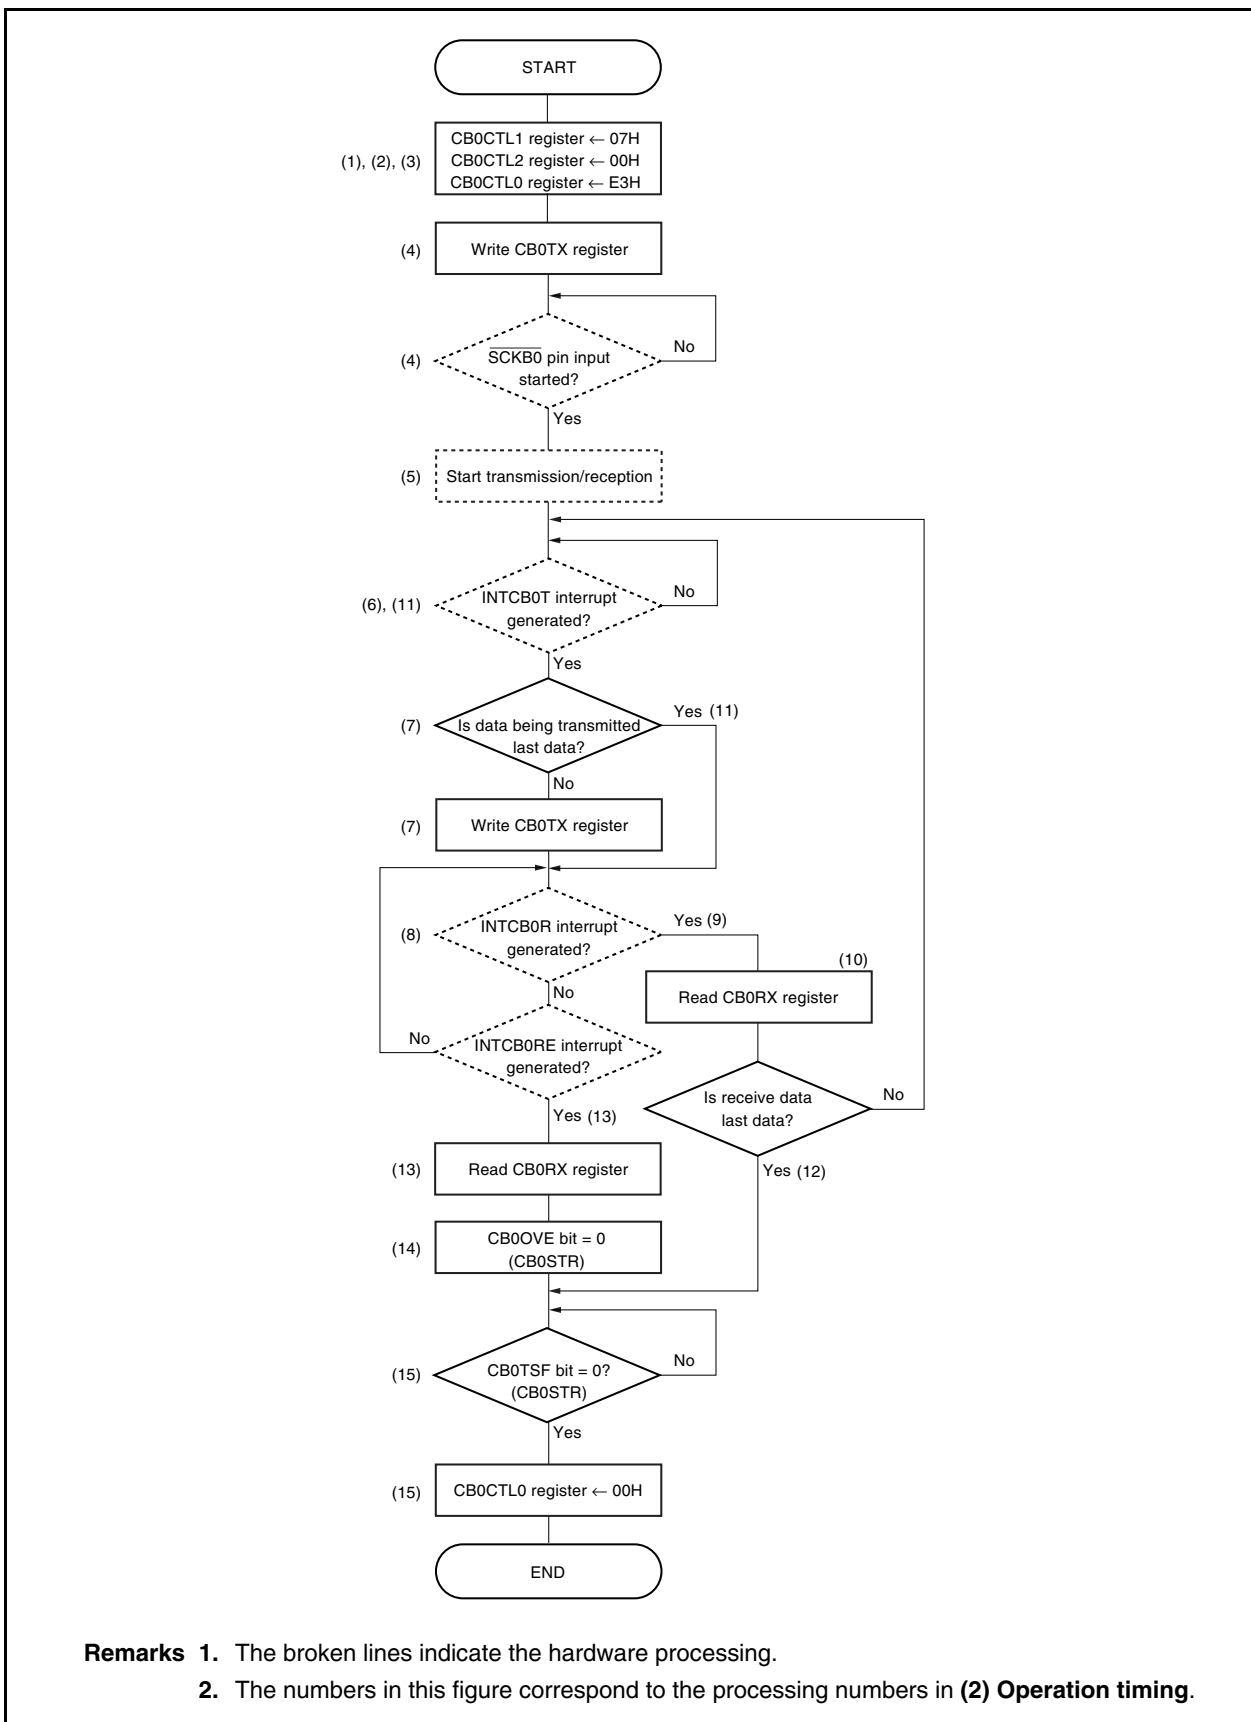 START
CB0CTL1 register ← 07H
(1), (2), (3)
CB0CTL2 register ← 00H
CB0CTL0 register ← E3H
(4)
Write CB0TX register
No
(4)
SCKB0 pin input
started?
Yes
(5)
Start transmission/reception
No
(6), (11)
INTCB0T interrupt
generated?
Yes
Yes (11)
(7)
Is data being transmitted
last data?
No
(7)
Write CB0TX register
Yes (9)
(8)
INTCB0R interrupt
generated?
(10)
No
Read CB0RX register
No
INTCB0RE interrupt
generated?
Is receive data
last data?
No
Yes (13)
(13)
Read CB0RX register
Yes (12)
(14)
CB0OVE bit = 0
(CB0STR)
No
(15)
CB0TSF bit = 0?
(CB0STR)
Yes
(15)
CB0CTL0 register ← 00H
END
Remarks 1. The broken lines indicate the hardware processing.
2. The numbers in this figure correspond to the processing numbers in (2) Operation timing.